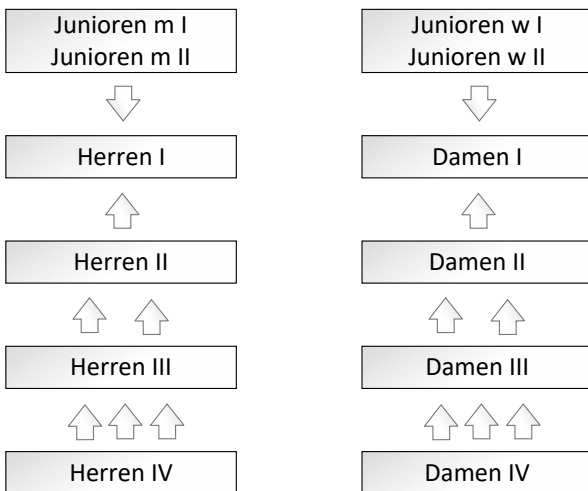 Junioren m I
Junioren m II
Herren I
Herren II
Herren III
Herren IV
Junioren w I
Junioren w II
Damen I
Damen II
Damen III
Damen IV